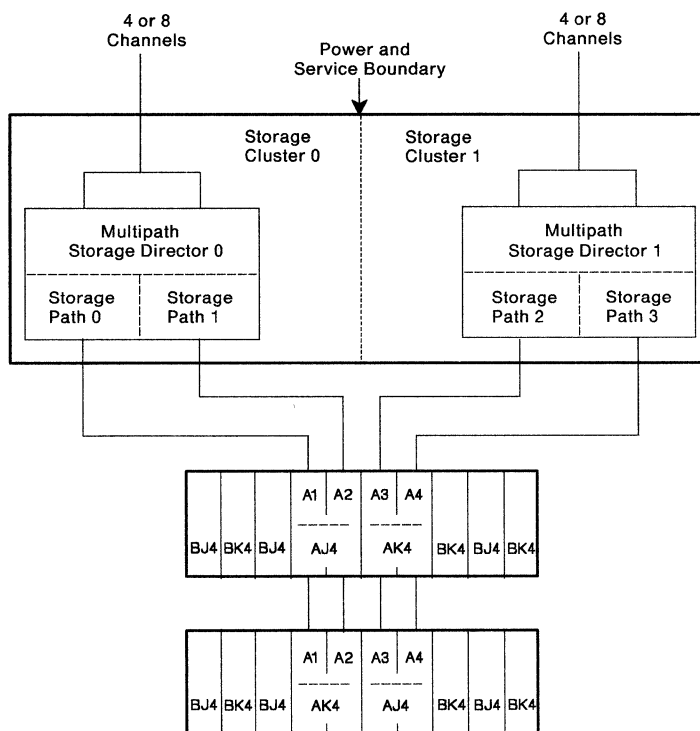 4 or 8
Channels
Power and
Service Boundary
4 or 8
Channels
Storage
Cluster 0
Storage
Cluster 1
Multipath
Storage Director 0
Storage
Path 0
Storage
Path 1
Multipath
Storage Director 1
Storage
Path 2
Storage
Path 3
A1 A2 A3 A4
BJ4 BK4 BJ4 AJ4 AK4 BK4 BJ4 BK4
A1 A2 A3 A4
BJ4 BK4 BJ4 AK4 AJ4 BK4 BJ4 BK4